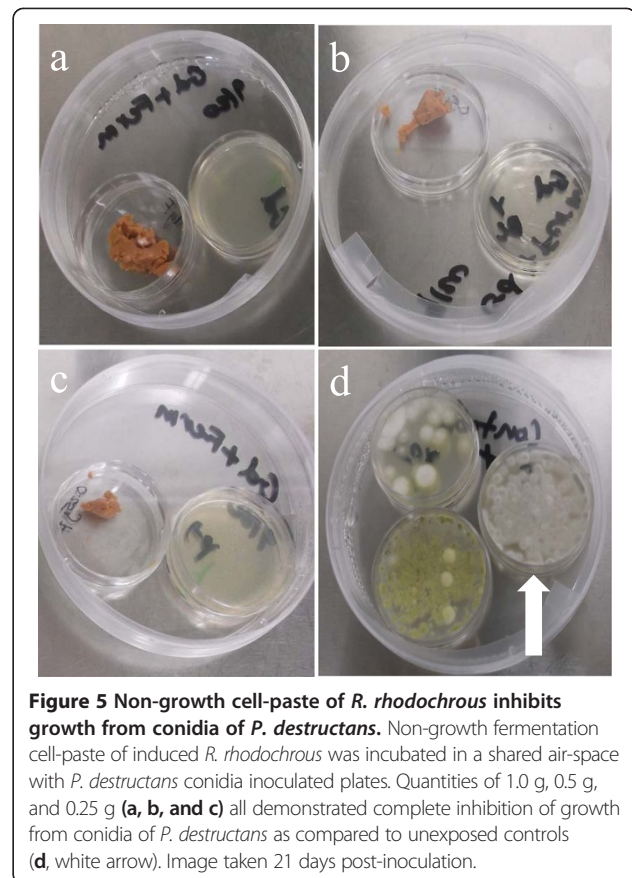 a
b
c
d
Figure 5 Non-growth cell-paste of R. rhodochrous inhibits
growth from conidia of P. destructans. Non-growth fermentation
cell-paste of induced R. rhodochrous was incubated in a shared air-space
with P. destructans conidia inoculated plates. Quantities of 1.0 g, 0.5 g,
and 0.25 g (a, b, and c) all demonstrated complete inhibition of growth
from conidia of P. destructans as compared to unexposed controls
(d, white arrow). Image taken 21 days post-inoculation.